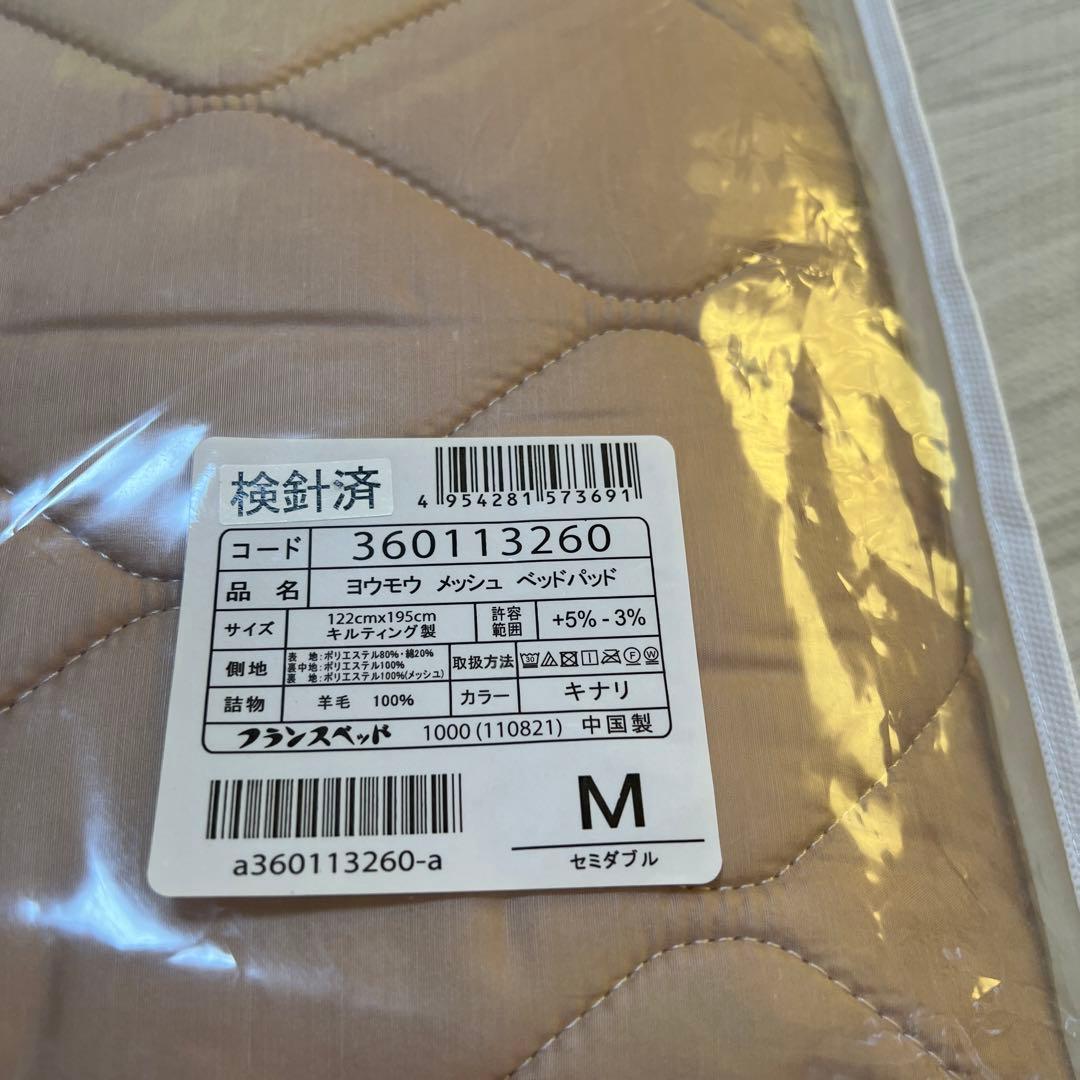 検針済
4 954281 573691
コード 360113260
品 名 ヨウモウ メッシュ ベッドパッド
サイズ 122cmx195cm キルティング製 許容範囲 +5% - 3%
側地 表 地:ポリエステル80%・綿20%
裏中地:ポリエステル100%
裏 地:ポリエステル100%(メッシュ)
取扱方法 30 F W
詰物 羊毛 100% カラー キナリ
フランスベッド 1000 (110821) 中国製
a360113260-a
M
セミダブル